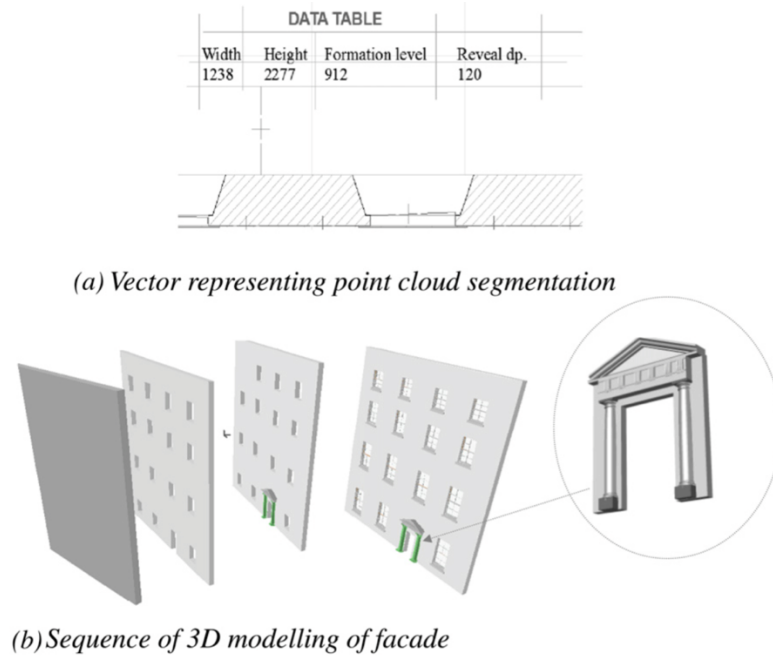 DATA TABLE
Width Height Formation level Reveal dp.
1238 2277 912 120
(a) Vector representing point cloud segmentation
(b) Sequence of 3D modelling of facade